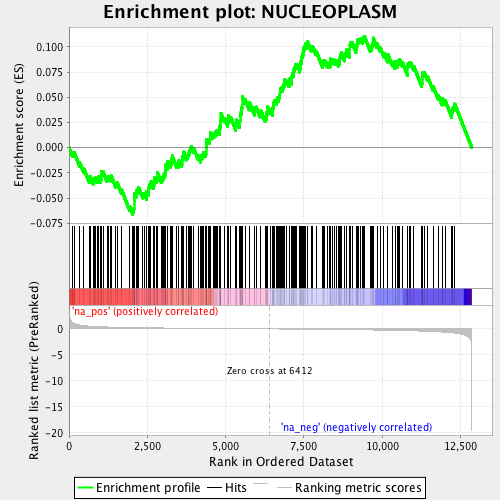 Enrichment plot: NUCLEOPLASM
Enrichment score (ES)
0.100
0.075
0.050
0.025
0.000
-0.025
-0.050
-0.075
'na_pos' (positively correlated)
Ranked list metric (PreRanked)
0
-5
-10
-15
-20
Zero cross at 6412
'na_neg' (negatively correlated)
0
2,500
5,000
7,500
10,000
12,500
Rank in Ordered Dataset
Enrichment profile
Hits
Ranking metric scores